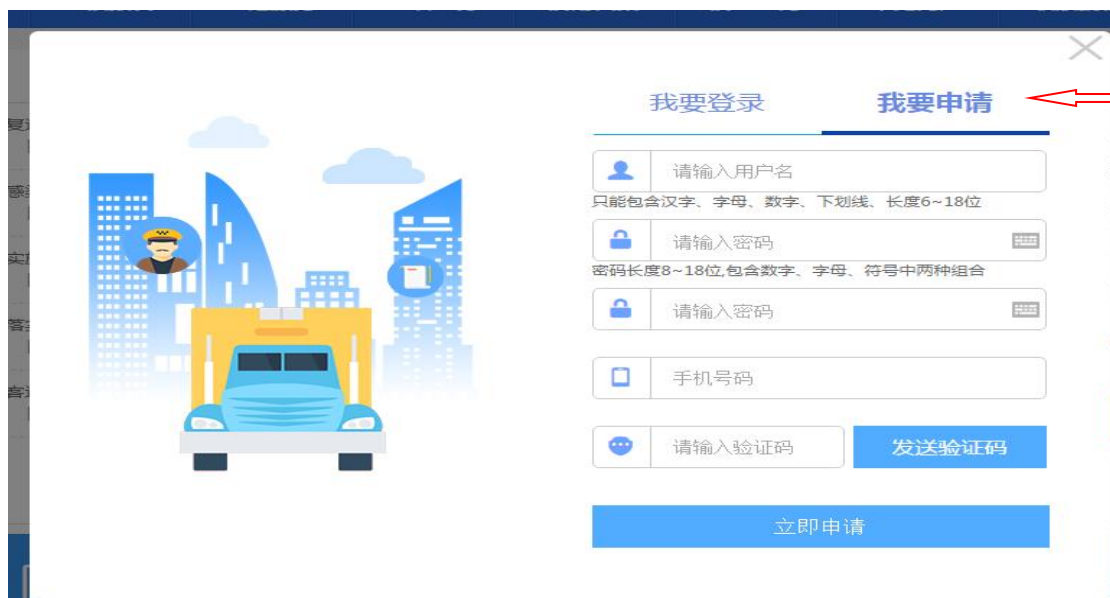 我要登录
我要申请
请输入用户名
只能包含汉字、字母、数字、下划线、长度6~18位
请输入密码
密码长度8~18位,包含数字、字母、符号中两种组合
请输入密码
手机号码
请输入验证码
发送验证码
立即申请